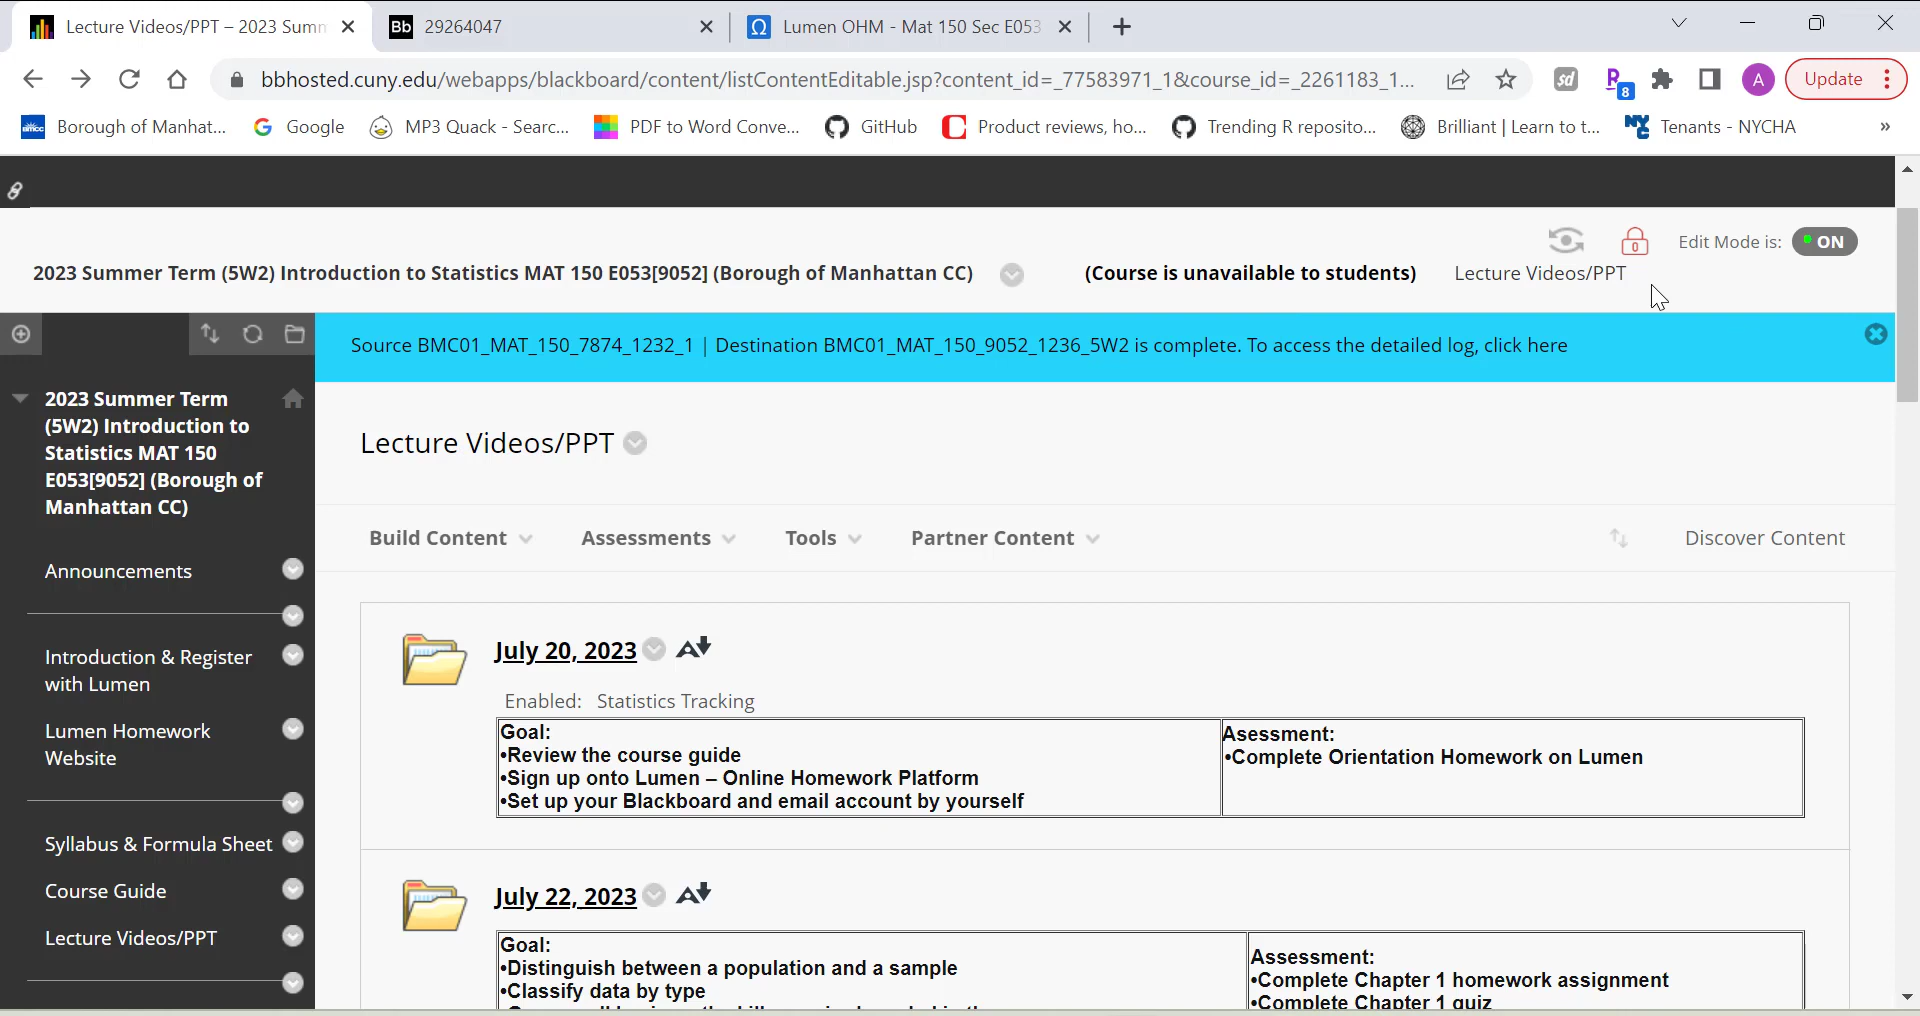 Lecture Videos/PPT – 2023 Summ
Bb 29264047
Lumen OHM - Mat 150 Sec E053
bbhosted.cuny.edu/webapps/blackboard/content/listContentEditable.jsp?content_id=_77583971_1&course_id=_2261183_1...
sd
8
A
Update
Borough of Manhat...
Google
MP3 Quack - Searc...
PDF to Word Conve...
GitHub
Product reviews, ho...
Trending R reposito...
Brilliant | Learn to t...
Tenants - NYCHA
»
Edit Mode is: ON
2023 Summer Term (5W2) Introduction to Statistics MAT 150 E053[9052] (Borough of Manhattan CC)
(Course is unavailable to students)
Lecture Videos/PPT
Source BMC01_MAT_150_7874_1232_1 | Destination BMC01_MAT_150_9052_1236_5W2 is complete. To access the detailed log, click here
2023 Summer Term
(5W2) Introduction to
Statistics MAT 150
E053[9052] (Borough of
Manhattan CC)
Announcements
Introduction & Register
with Lumen
Lumen Homework
Website
Syllabus & Formula Sheet
Course Guide
Lecture Videos/PPT
Lecture Videos/PPT
Build Content
Assessments
Tools
Partner Content
Discover Content
July 20, 2023
Enabled: Statistics Tracking
Goal:
•Review the course guide
•Sign up onto Lumen – Online Homework Platform
•Set up your Blackboard and email account by yourself
Asessment:
•Complete Orientation Homework on Lumen
July 22, 2023
Goal:
•Distinguish between a population and a sample
•Classify data by type
Assessment:
•Complete Chapter 1 homework assignment
•Complete Chapter 1 quiz